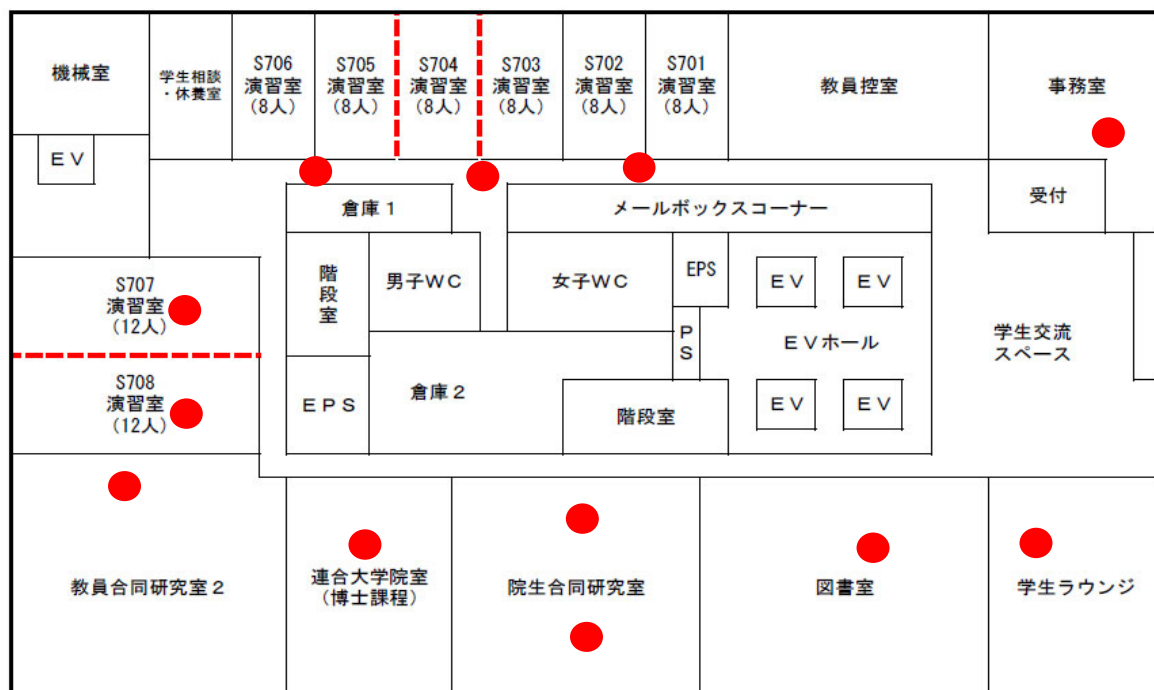 機械室
学生相談
・休養室
S706
演習室
(8人)
S705
演習室
(8人)
S704
演習室
(8人)
S703
演習室
(8人)
S702
演習室
(8人)
S701
演習室
(8人)
教員控室
事務室
EV
受付
倉庫1
メールボックスコーナー
階
段
室
男子WC
女子WC
EPS
EV
EV
S707
演習室
(12人)
P
S
EVホール
学生交流
スペース
S708
演習室
(12人)
EPS
倉庫2
階段室
EV
EV
教員合同研究室2
連合大学院室
(博士課程)
院生合同研究室
図書室
学生ラウンジ